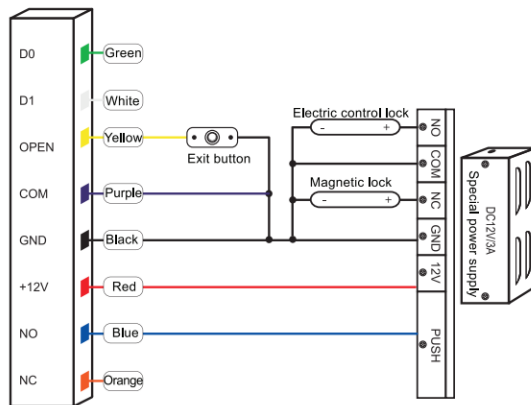 D0 Green
D1 White
OPEN Yellow
Exit button
COM Purple
GND Black
+12V Red
NO Blue
NC Orange
Electric control lock
- +
Magnetic lock
- +
NO
COM
NC
GND
12V
PUSH
DC12V/3A
Special power supply